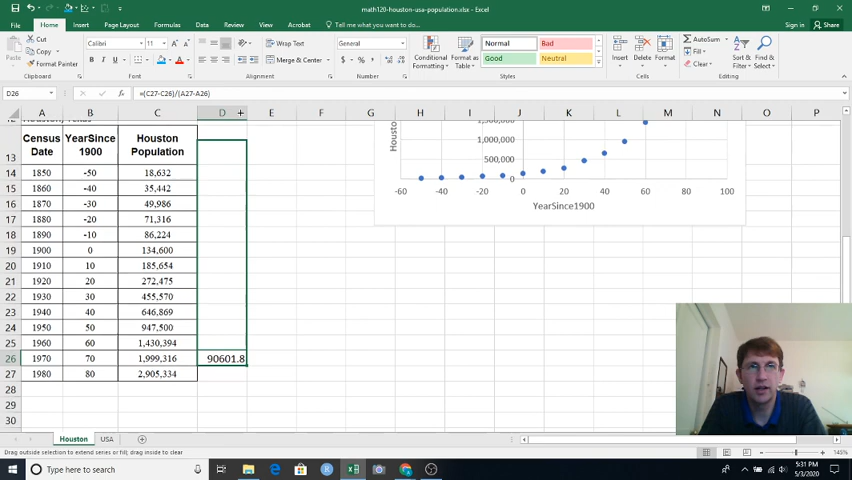 math120-houston-usa-population.xlsx - Excel
File Home Insert Page Layout Formulas Data Review View Acrobat Tell me what you want to do... Sign in Share
Cut Calibri 11 Wrap Text General Normal Bad AutoSum
Copy Good Neutral Fill
Paste Format Painter B I U Merge & Center $ % Conditional Formatting Format as Table Insert Delete Format Clear Sort & Filter Find & Select
Clipboard Font Alignment Number Styles Cells Editing
D26 fx =(C27-C26)/(A27-A26)
A B C D E F G H I J K L M N O P
13 Census Date YearSince 1900 Houston Population
14 1850 -50 18,632
15 1860 -40 35,442
16 1870 -30 49,986
17 1880 -20 71,316
18 1890 -10 86,224
19 1900 0 134,600
20 1910 10 185,654
21 1920 20 272,475
22 1930 30 455,570
23 1940 40 646,869
24 1950 50 947,500
25 1960 60 1,430,394
26 1970 70 1,999,316 90601.8
27 1980 80 2,905,334
28
29
30
Housto
1,000,000
500,000
0
-60 -40 -20 0 20 40 60 80 100
YearSince1900
Houston USA
Drag outside selection to extend series or fill; drag inside to clear
145%
Type here to search
5:31 PM
5/3/2020